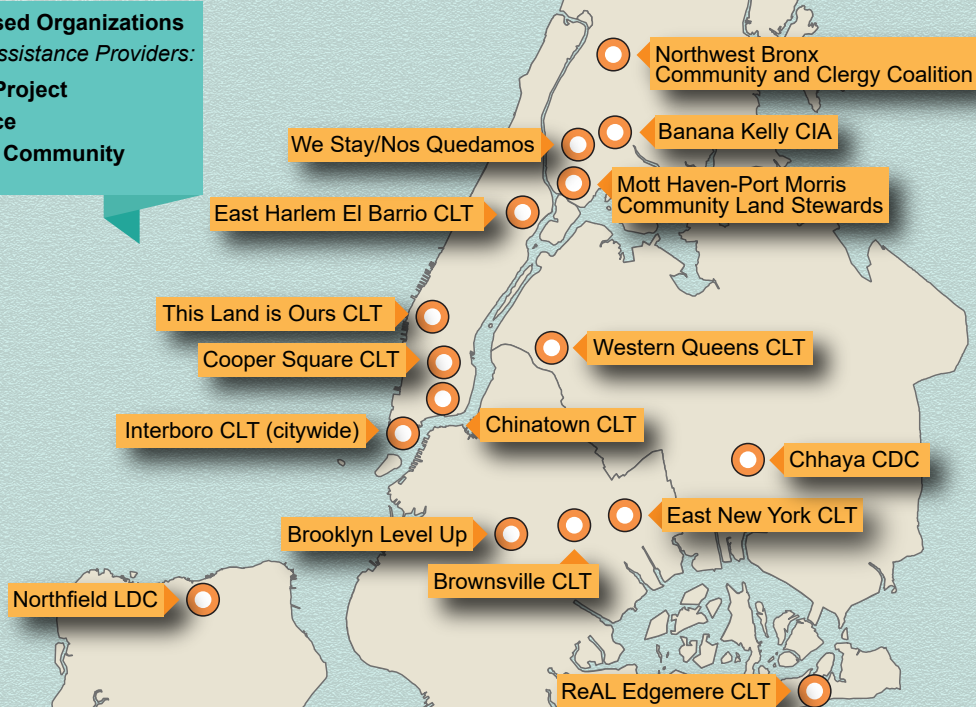 sed Organizations
ssistance Providers:
Project
ce
Community
Northwest Bronx
Community and Clergy Coalition
Banana Kelly CIA
We Stay/Nos Quedamos
Mott Haven-Port Morris
Community Land Stewards
East Harlem El Barrio CLT
This Land is Ours CLT
Western Queens CLT
Cooper Square CLT
Chinatown CLT
Interboro CLT (citywide)
Chhaya CDC
East New York CLT
Brooklyn Level Up
Brownsville CLT
Northfield LDC
ReAL Edgemere CLT